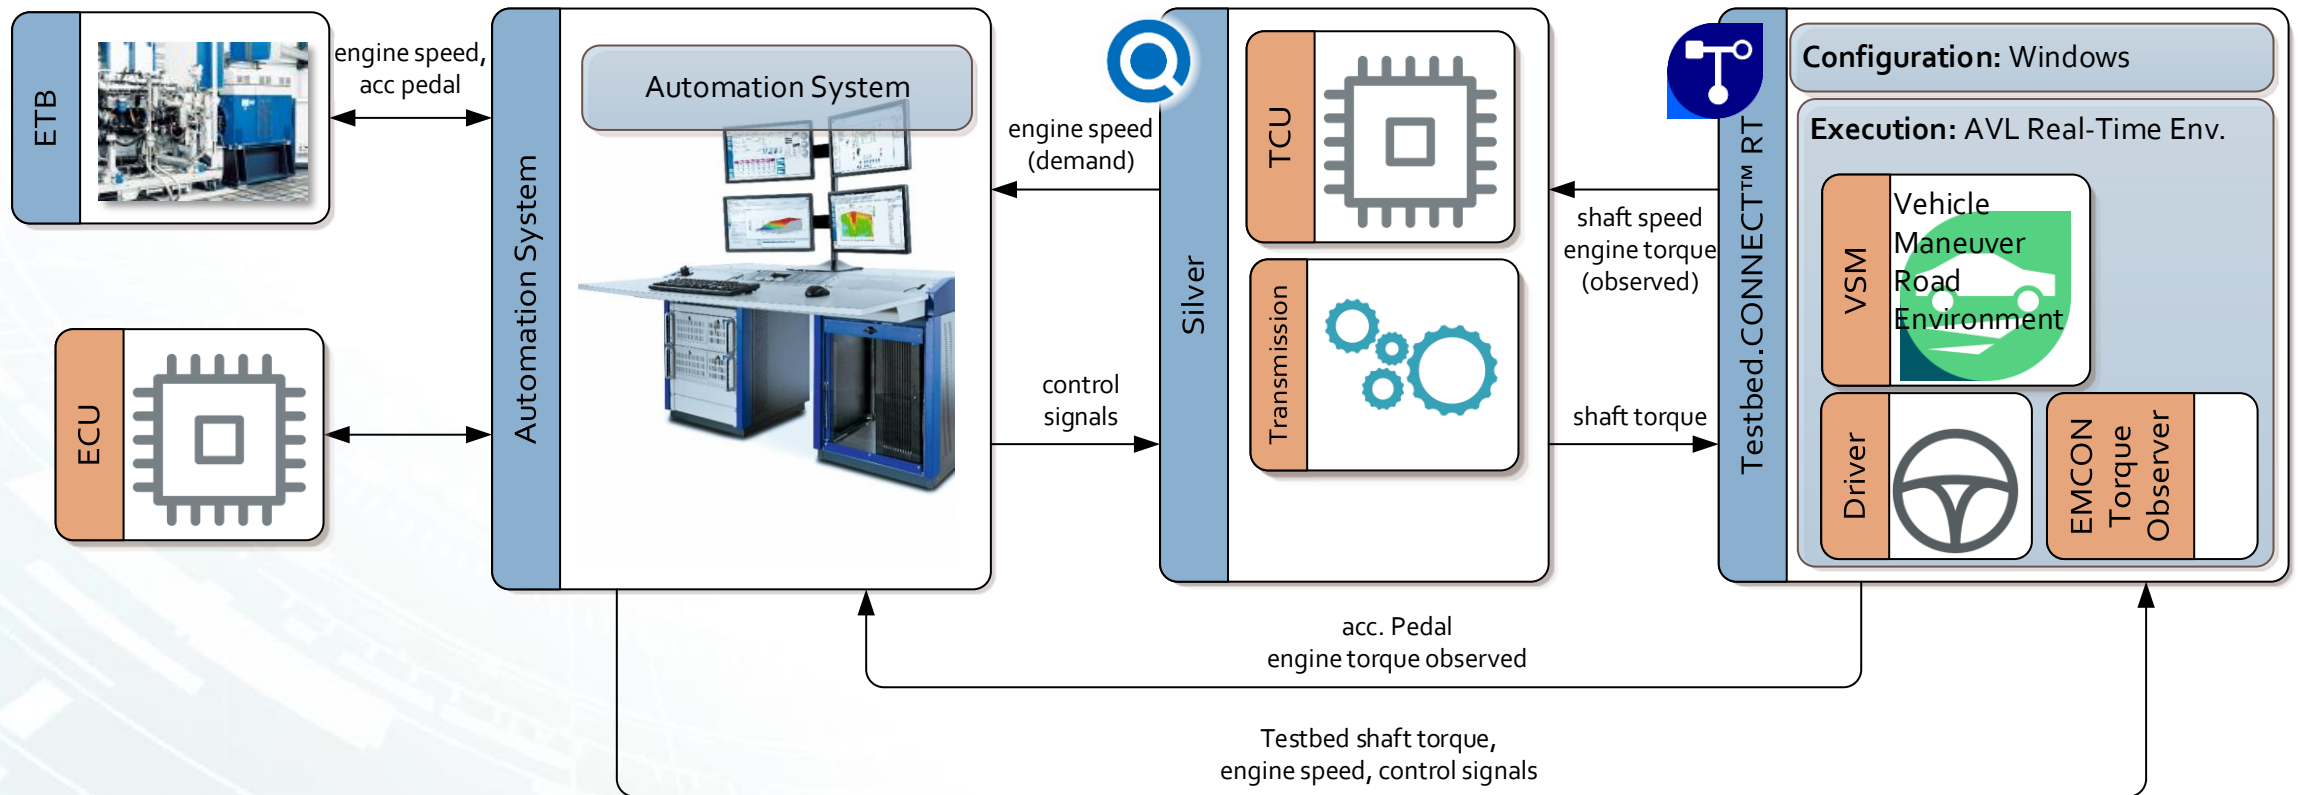 ETB
engine speed,
acc pedal
ECU
Automation System
Automation System
engine speed
(demand)
control
signals
Silver
TCU
Transmission
shaft speed
engine torque
(observed)
shaft torque
Testbed.CONNECT™ RT
Configuration: Windows
Execution: AVL Real-Time Env.
VSM
Vehicle
Maneuver
Road
Environment
Driver
EMCON
Torque
Observer
acc. Pedal
engine torque observed
Testbed shaft torque,
engine speed, control signals